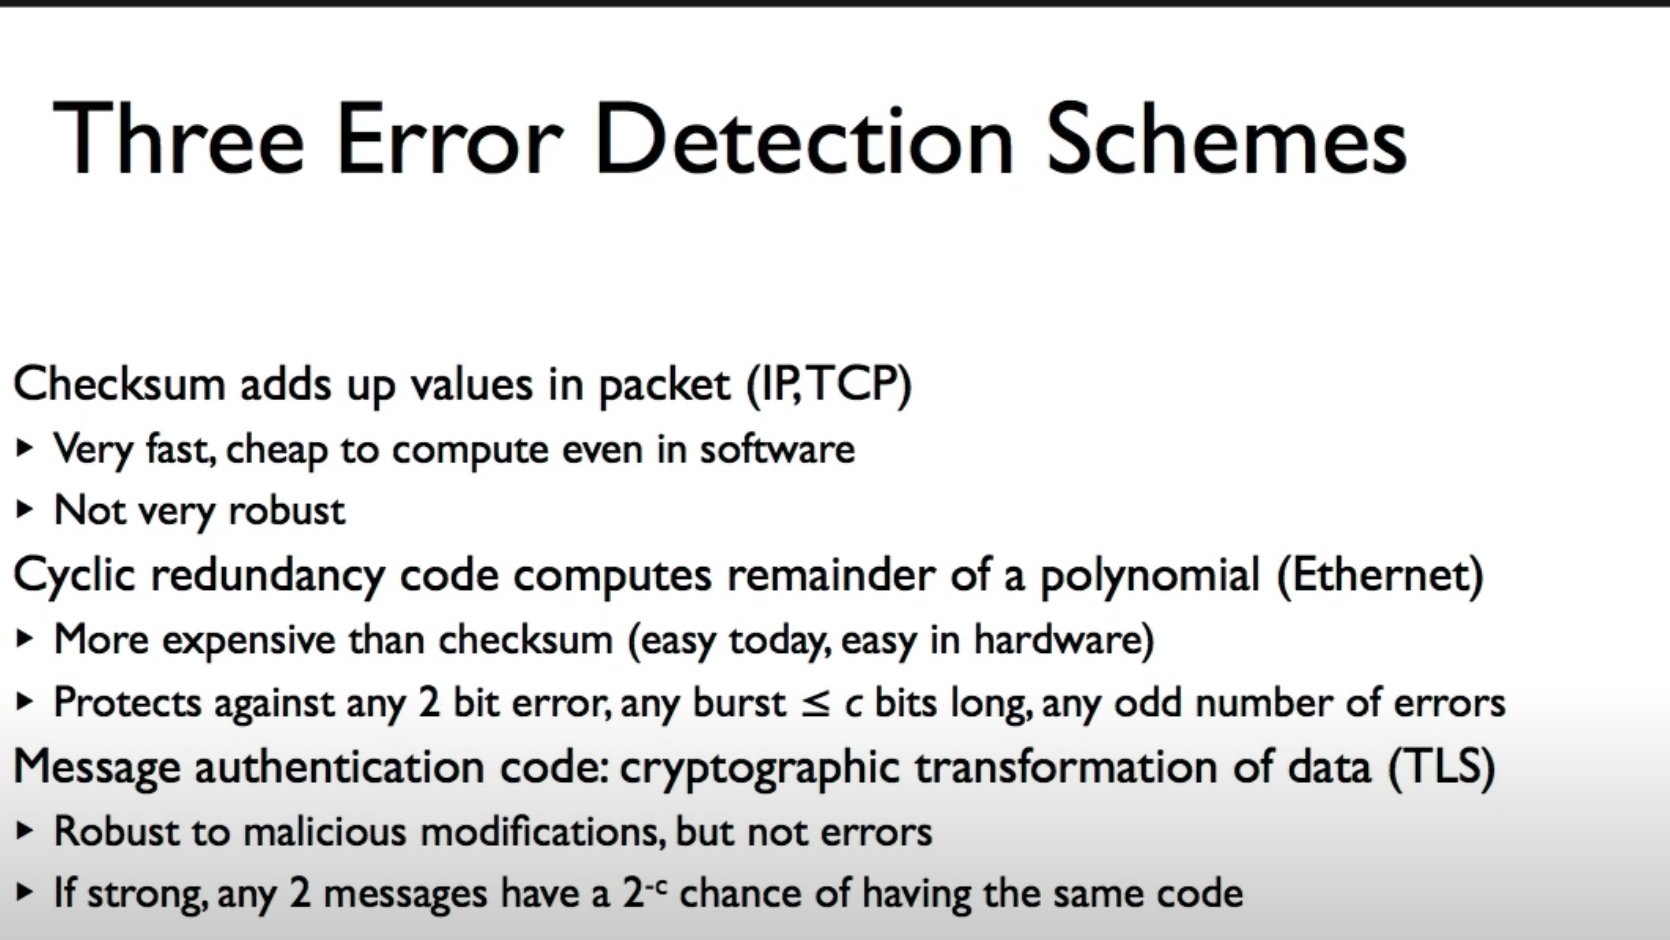 Three Error Detection Schemes
Checksum adds up values in packet (IP,TCP)
▸ Very fast, cheap to compute even in software
▸ Not very robust
Cyclic redundancy code computes remainder of a polynomial (Ethernet)
▸ More expensive than checksum (easy today, easy in hardware)
▸ Protects against any 2 bit error, any burst ≤ c bits long, any odd number of errors
Message authentication code: cryptographic transformation of data (TLS)
▸ Robust to malicious modifications, but not errors
▸ If strong, any 2 messages have a 2⁻ᶜ chance of having the same code